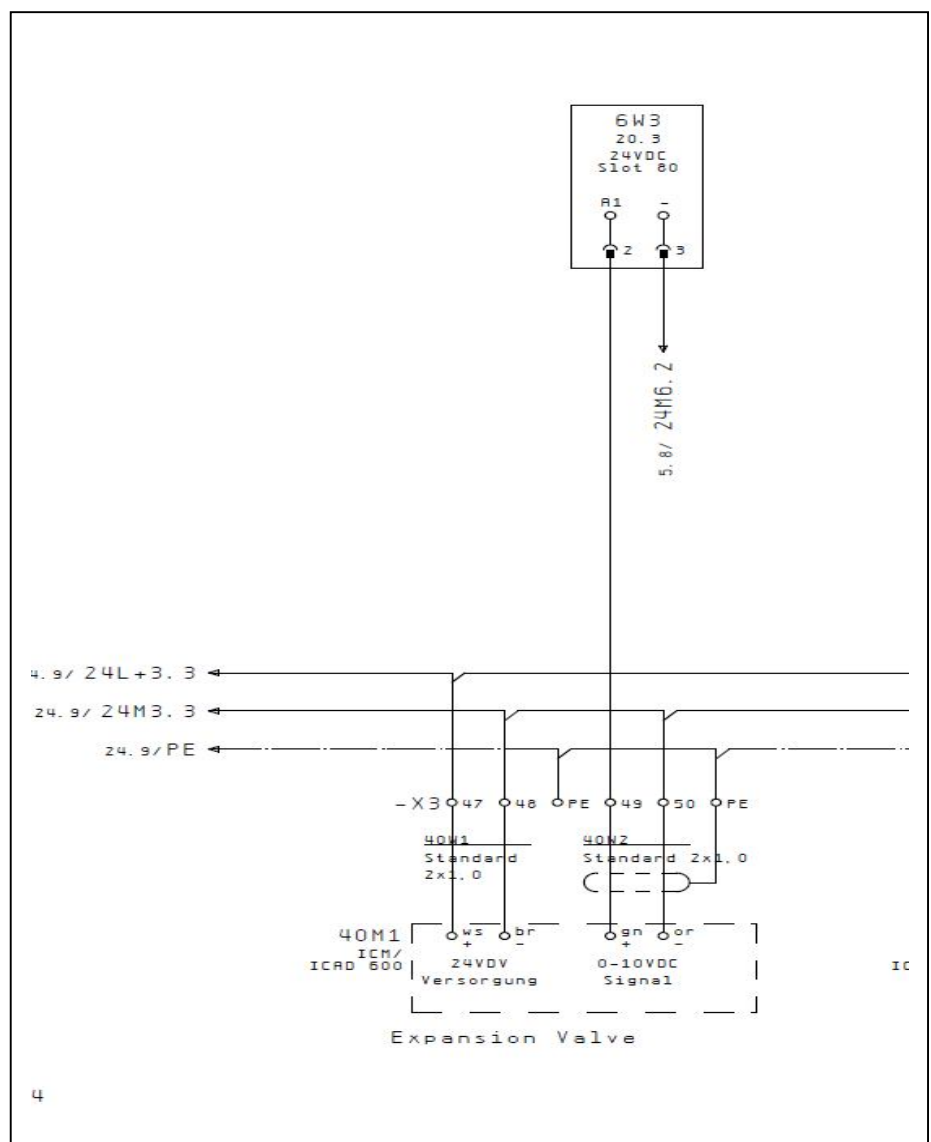 6W3
20.3
24VDC
Slot 80
A1 -
2 3
5.8/ 24M6.2
4.9/ 24L+3.3
24.9/ 24M3.3
24.9/PE
-X3 47 48 PE 49 50 PE
40W1
Standard
2x1,0
40W2
Standard 2x1,0
40M1
ICM/
ICAD 600
ws br gn or
+ - + -
24VDV
Versorgung
0-10VDC
Signal
IC
Expansion Valve
4